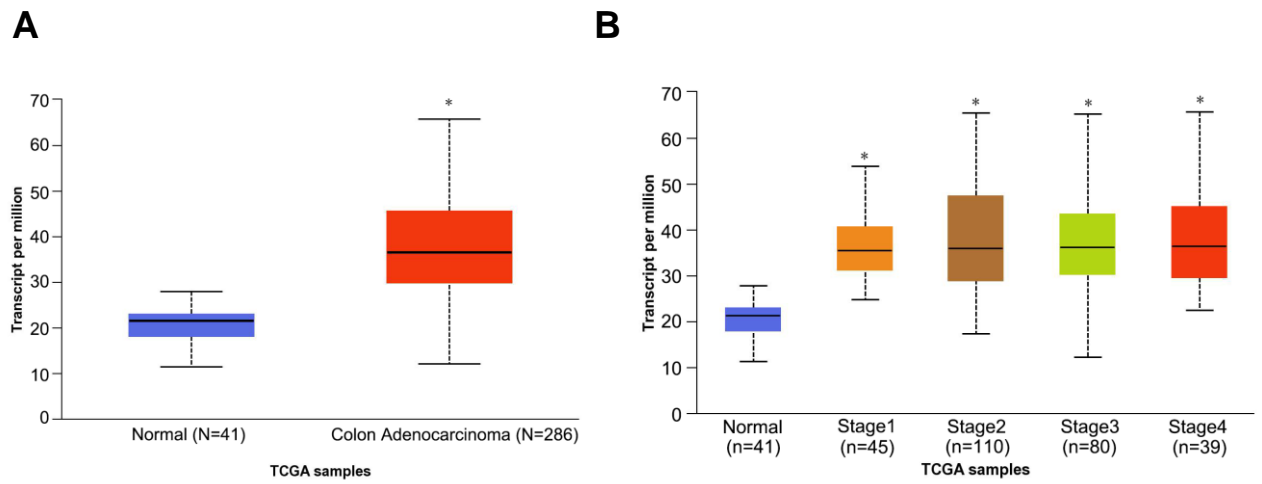 A
B
70
60
50
40
30
20
10
0
Transcript per million
*
Normal (N=41)
Colon Adenocarcinoma (N=286)
TCGA samples
70
60
50
40
30
20
10
0
Transcript per million
*
*
*
*
Normal
(n=41)
Stage1
(n=45)
Stage2
(n=110)
Stage3
(n=80)
Stage4
(n=39)
TCGA samples